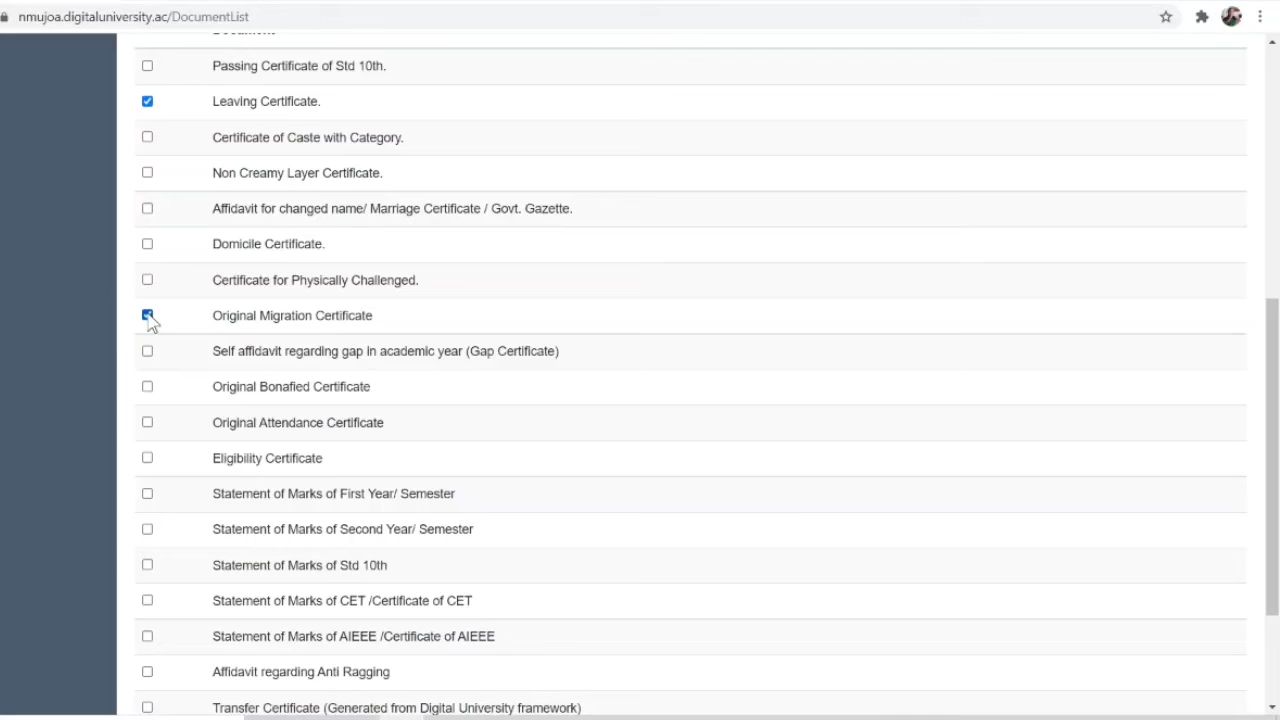 nmujoa.digitaluniversity.ac/DocumentList
Passing Certificate of Std 10th.
Leaving Certificate.
Certificate of Caste with Category.
Non Creamy Layer Certificate.
Affidavit for changed name/ Marriage Certificate / Govt. Gazette.
Domicile Certificate.
Certificate for Physically Challenged.
Original Migration Certificate
Self affidavit regarding gap in academic year (Gap Certificate)
Original Bonafied Certificate
Original Attendance Certificate
Eligibility Certificate
Statement of Marks of First Year/ Semester
Statement of Marks of Second Year/ Semester
Statement of Marks of Std 10th
Statement of Marks of CET /Certificate of CET
Statement of Marks of AIEEE /Certificate of AIEEE
Affidavit regarding Anti Ragging
Transfer Certificate (Generated from Digital University framework)